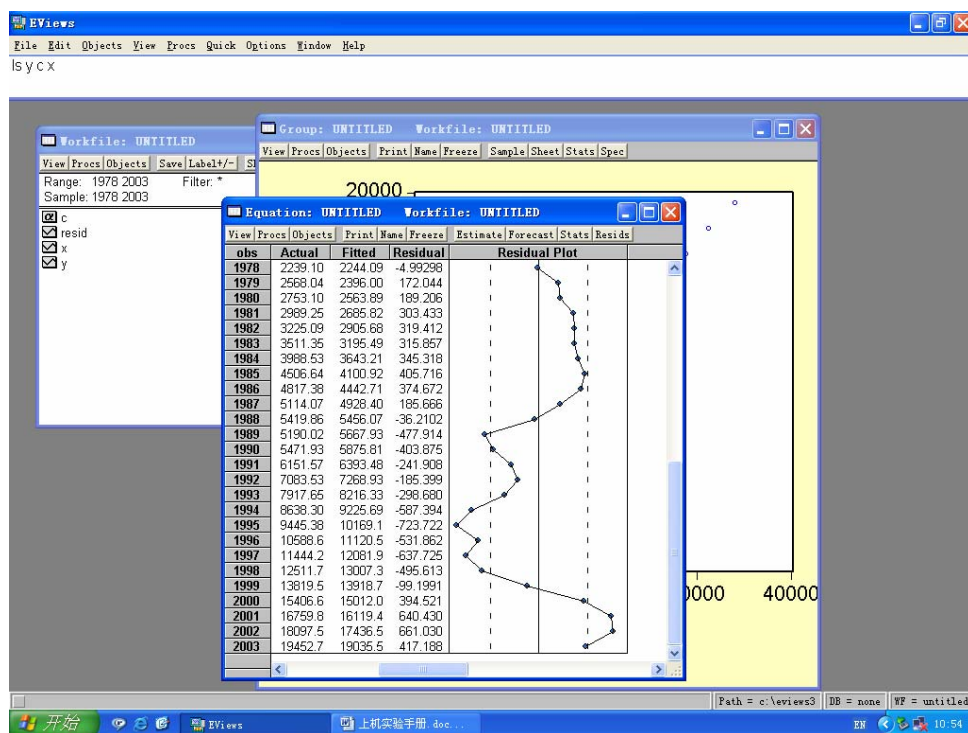 EViews
File Edit Objects View Procs Quick Options Window Help
ls y c x
Workfile: UNTITLED
View Procs Objects Save Label+/-
Range: 1978 2003 Filter: *
Sample: 1978 2003
c
resid
x
y
Group: UNTITLED Workfile: UNTITLED
View Procs Objects Print Name Freeze Sample Sheet Stats Spec
20000
40000
Equation: UNTITLED Workfile: UNTITLED
View Procs Objects Print Name Freeze Estimate Forecast Stats Resids
obs Actual Fitted Residual Residual Plot
1978 2239.10 2244.09 -4.99298
1979 2568.04 2396.00 172.044
1980 2753.10 2563.89 189.206
1981 2989.25 2685.82 303.433
1982 3225.09 2905.68 319.412
1983 3511.35 3195.49 315.857
1984 3988.53 3643.21 345.318
1985 4506.64 4100.92 405.716
1986 4817.38 4442.71 374.672
1987 5114.07 4928.40 185.666
1988 5419.86 5456.07 -36.2102
1989 5190.02 5667.93 -477.914
1990 5471.93 5875.81 -403.875
1991 6151.57 6393.48 -241.908
1992 7083.53 7268.93 -185.399
1993 7917.65 8216.33 -298.680
1994 8638.30 9225.69 -587.394
1995 9445.38 10169.1 -723.722
1996 10588.6 11120.5 -531.862
1997 11444.2 12081.9 -637.725
1998 12511.7 13007.3 -495.613
1999 13819.5 13918.7 -99.1991
2000 15406.6 15012.0 394.521
2001 16759.8 16119.4 640.430
2002 18097.5 17436.5 661.030
2003 19452.7 19035.5 417.188
Path = c:\eviews3 DB = none WF = untitled
开始 EViews 上机实验手册.doc... EN 10:54